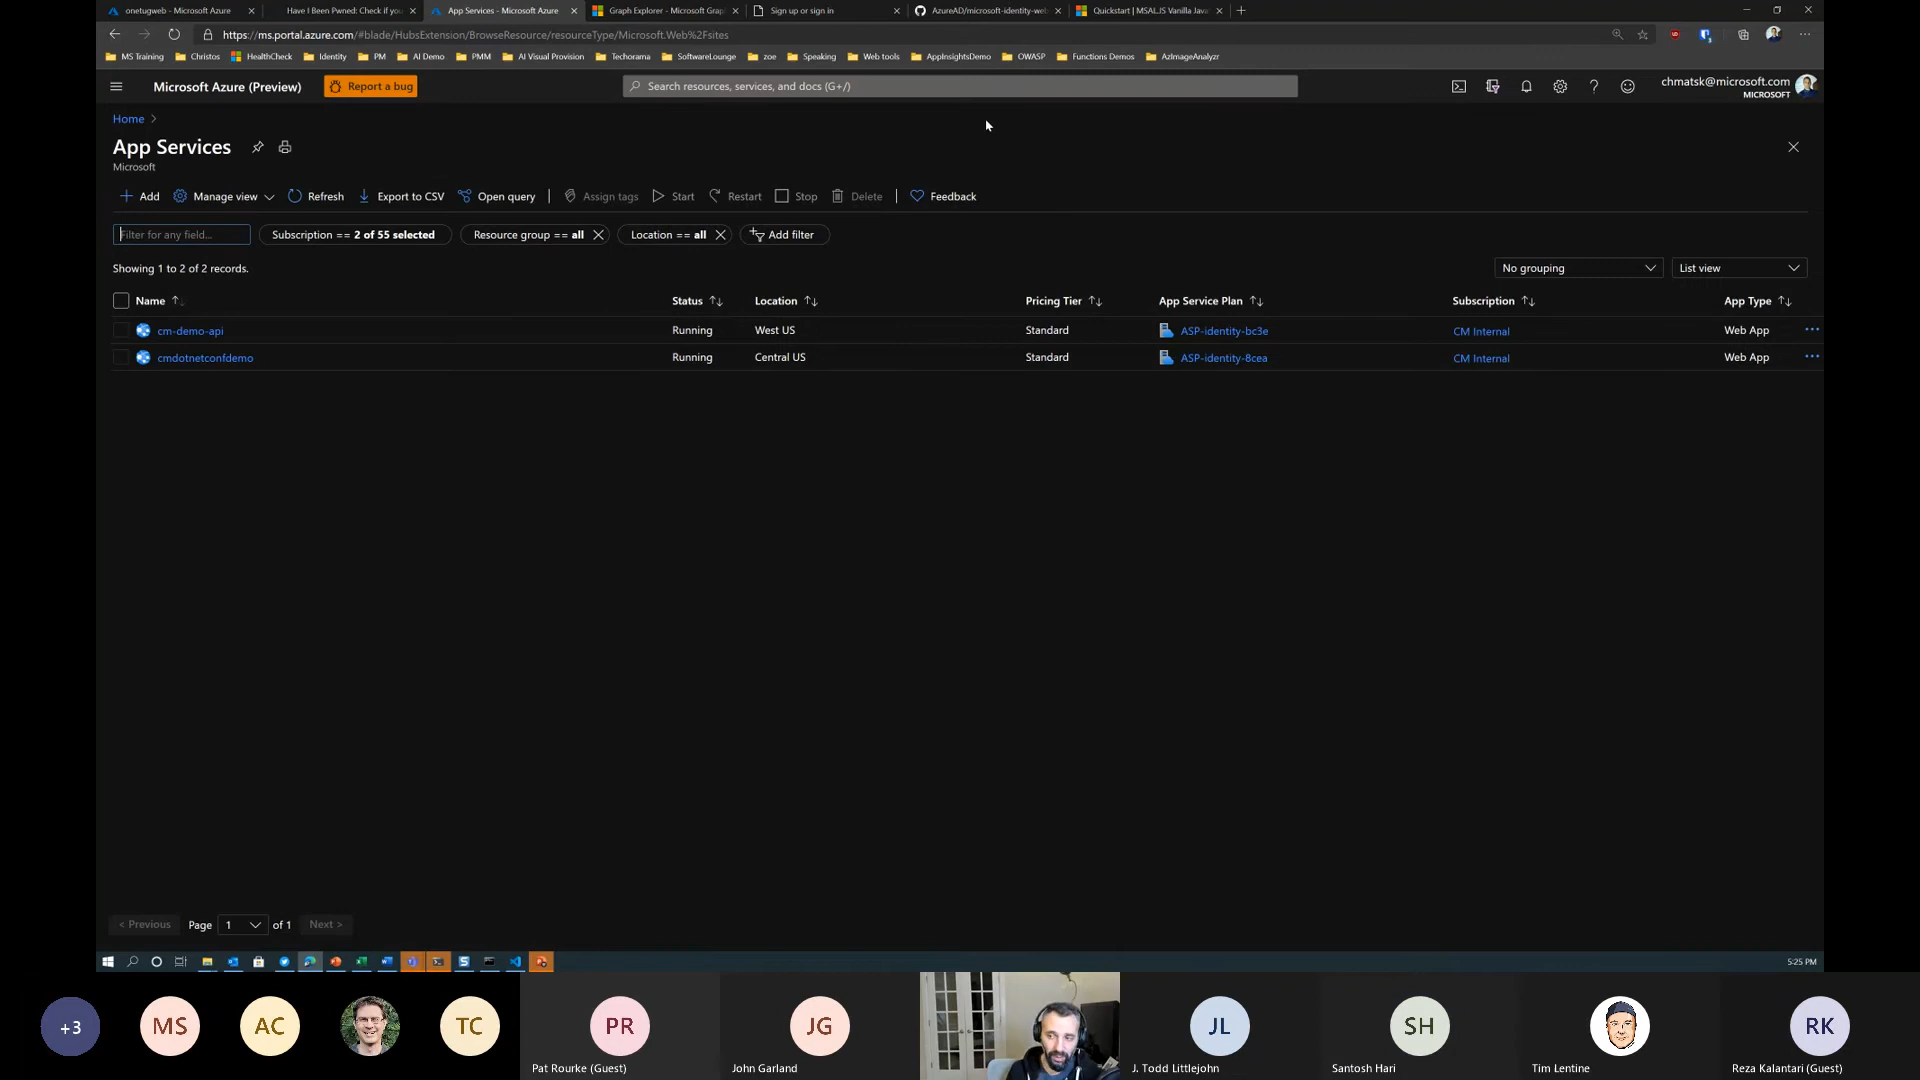 onetugweb - Microsoft Azure
Have I Been Pwned: Check if you
App Services - Microsoft Azure
Graph Explorer - Microsoft Grap
Sign up or sign in
AzureAD/microsoft-identity-web
Quickstart | MSAL.JS Vanilla Java
https://ms.portal.azure.com/#blade/HubsExtension/BrowseResource/resourceType/Microsoft.Web%2Fsites
MS Training
Christos
HealthCheck
Identity
PM
AI Demo
PMM
AI Visual Provision
Techorama
SoftwareLounge
zoe
Speaking
Web tools
AppInsightsDemo
OWASP
Functions Demos
AzImageAnalyzr
Microsoft Azure (Preview)
Report a bug
Search resources, services, and docs (G+/)
chmatsk@microsoft.com
MICROSOFT
Home >
App Services
Microsoft
Add
Manage view
Refresh
Export to CSV
Open query
Assign tags
Start
Restart
Stop
Delete
Feedback
Filter for any field...
Subscription == 2 of 55 selected
Resource group == all
Location == all
Add filter
Showing 1 to 2 of 2 records.
No grouping
List view
Name
Status
Location
Pricing Tier
App Service Plan
Subscription
App Type
cm-demo-api
Running
West US
Standard
ASP-identity-bc3e
CM Internal
Web App
cmdotnetconfdemo
Running
Central US
Standard
ASP-identity-8cea
CM Internal
Web App
< Previous
Page
1
of 1
Next >
5:25 PM
+3
MS
AC
TC
PR
JG
JL
SH
RK
Pat Rourke (Guest)
John Garland
J. Todd Littlejohn
Santosh Hari
Tim Lentine
Reza Kalantari (Guest)